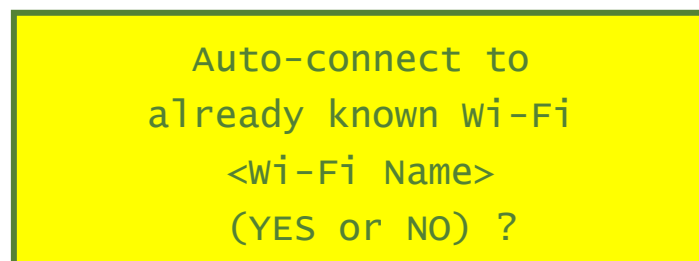 Auto-connect to
already known Wi-Fi
<Wi-Fi Name>
(YES or NO) ?